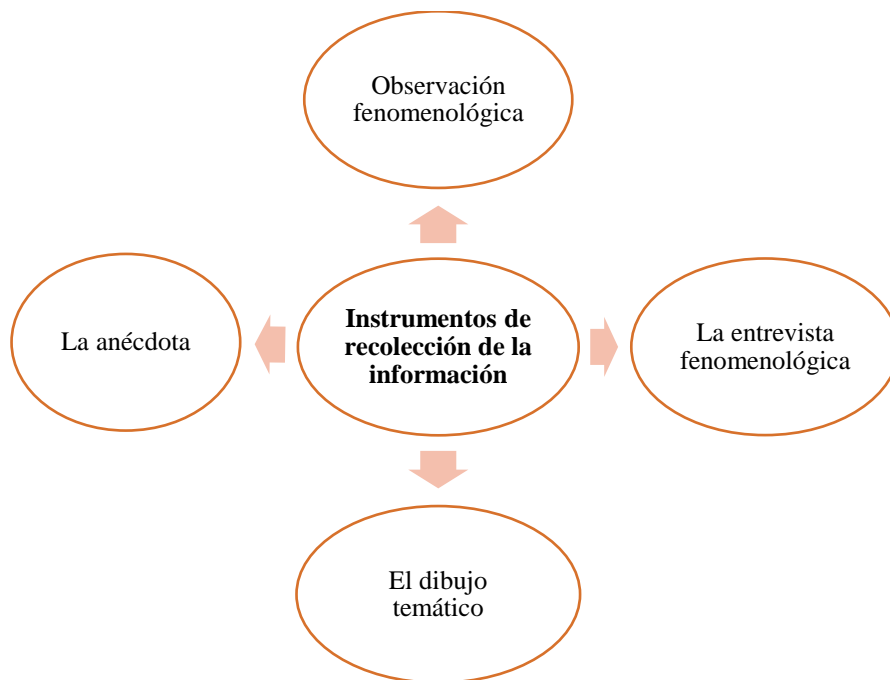 Observación
fenomenológica
La anécdota
Instrumentos de
recolección de la
información
La entrevista
fenomenológica
El dibujo
temático